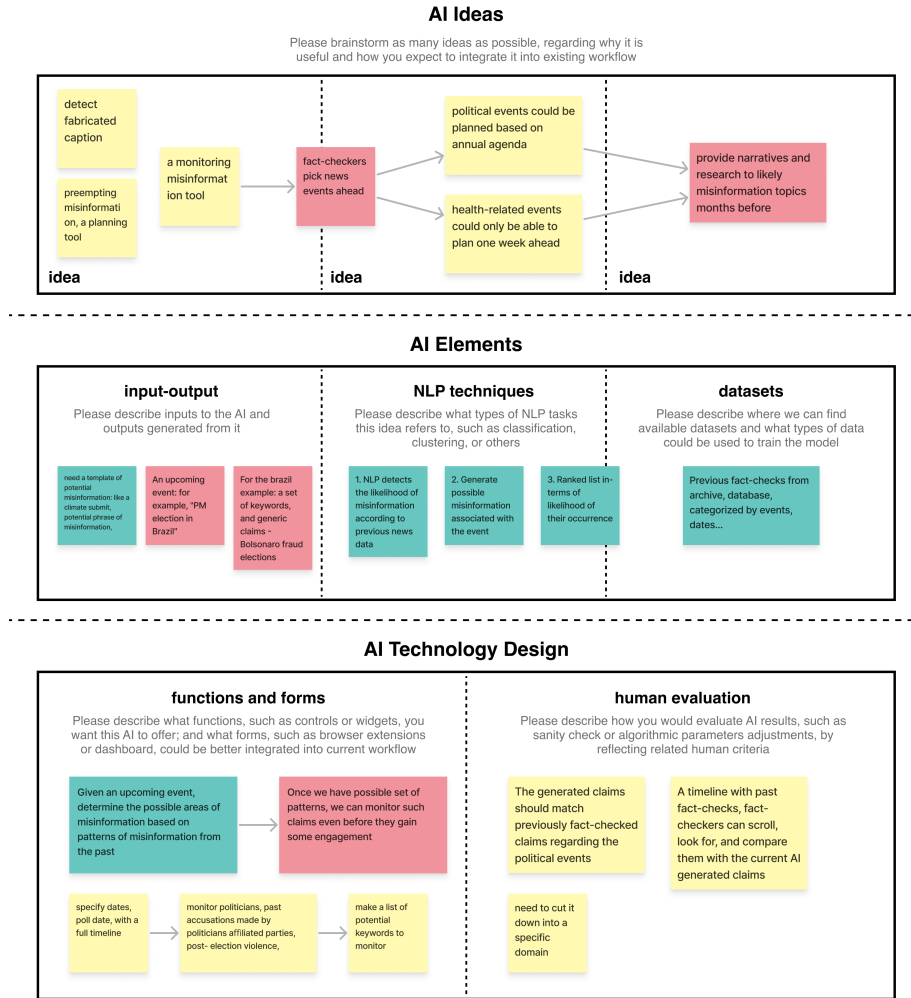 AI Ideas
Please brainstorm as many ideas as possible, regarding why it is
useful and how you expect to integrate it into existing workflow
detect
fabricated
caption
preempting
misinformati
on, a planning
tool
a monitoring
misinformat
ion tool
idea
fact-checkers
pick news
events ahead
political events could be
planned based on
annual agenda
health-related events
could only be able to
plan one week ahead
idea
provide narratives and
research to likely
misinformation topics
months before
idea
AI Elements
input-output
Please describe inputs to the AI and
outputs generated from it
need a template of
potential
misinformation: like a
climate submit,
potential phrase of
misinformation,
An upcoming
event: for
example, "PM
election in
Brazil"
For the brazil
example: a set
of keywords,
and generic
claims -
Bolsonaro fraud
elections
NLP techniques
Please describe what types of NLP tasks
this idea refers to, such as classification,
clustering, or others
1. NLP detects
the likelihood of
misinformation
according to
previous news
data
2. Generate
possible
misinformation
associated with
the event
3. Ranked list in-
terms of
likelihood of
their occurrence
datasets
Please describe where we can find
available datasets and what types of data
could be used to train the model
Previous fact-checks from
archive, database,
categorized by events,
dates...
AI Technology Design
functions and forms
Please describe what functions, such as controls or widgets, you
want this AI to offer; and what forms, such as browser extensions
or dashboard, could be better integrated into current workflow
Given an upcoming event,
determine the possible areas of
misinformation based on
patterns of misinformation from
the past
Once we have possible set of
patterns, we can monitor such
claims even before they gain
some engagement
specify dates,
poll date, with a
full timeline
monitor politicians, past
accusations made by
politicians affiliated parties,
post- election violence,
make a list of
potential
keywords to
monitor
human evaluation
Please describe how you would evaluate AI results, such as
sanity check or algorithmic parameters adjustments, by
reflecting related human criteria
The generated claims
should match
previously fact-checked
claims regarding the
political events
A timeline with past
fact-checks, fact-
checkers can scroll,
look for, and compare
them with the current AI
generated claims
need to cut it
down into a
specific
domain